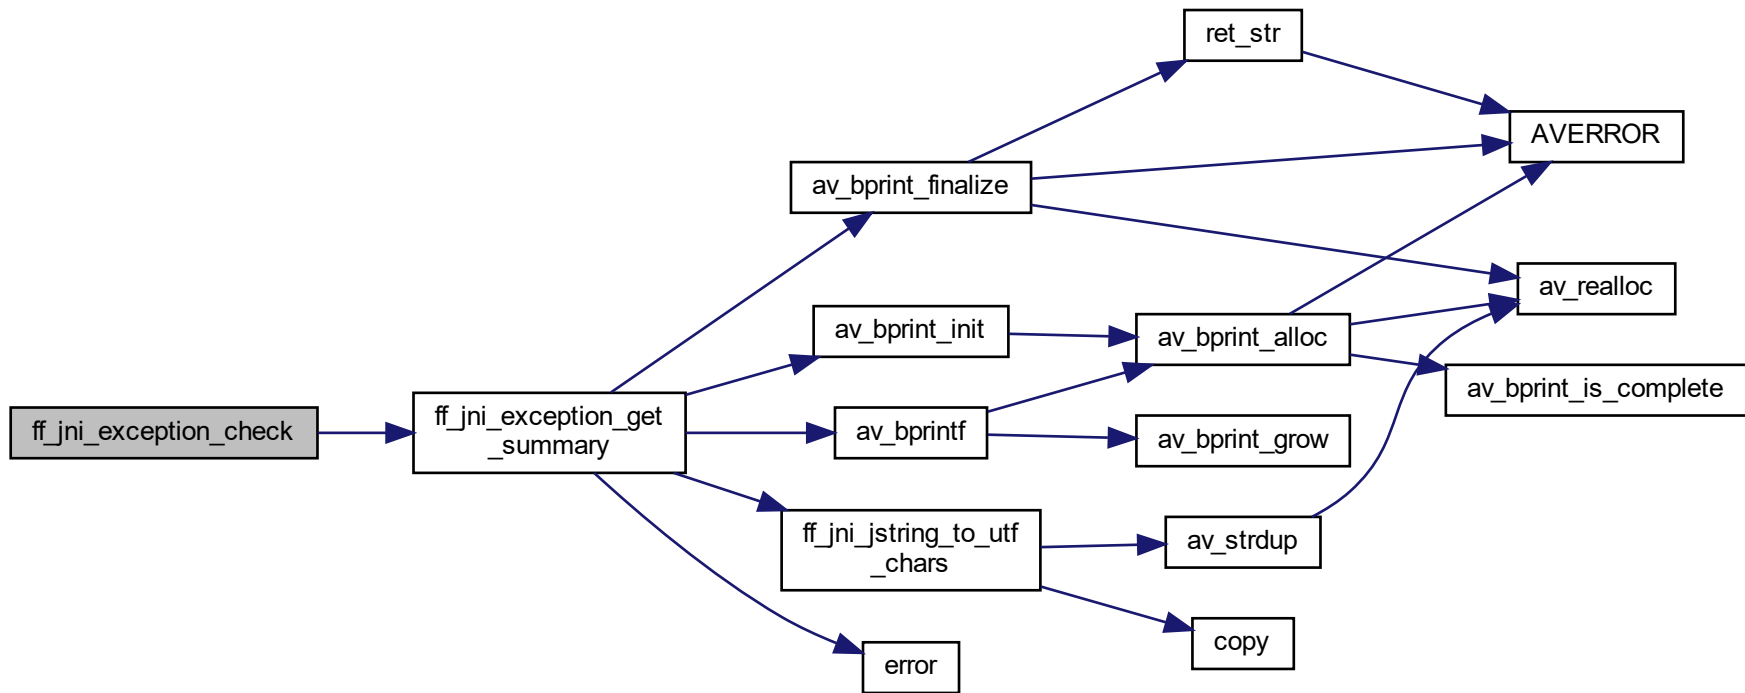 ret_str
AVERROR
av_bprint_finalize
av_realloc
av_bprint_init
av_bprint_alloc
av_bprint_is_complete
ff_jni_exception_check
ff_jni_exception_get
_summary
av_bprintf
av_bprint_grow
ff_jni_jstring_to_utf
_chars
av_strdup
copy
error